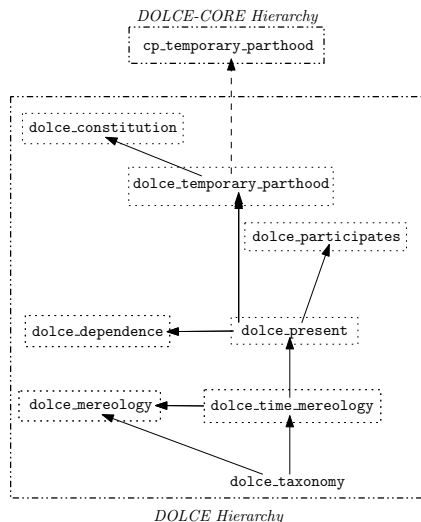 DOLCE-CORE Hierarchy
cp_temporary_parthood
dolce_constitution
dolce_temporary_parthood
dolce_participates
dolce_dependence
dolce_present
dolce_mereology
dolce_time_mereology
dolce_taxonomy
DOLCE Hierarchy